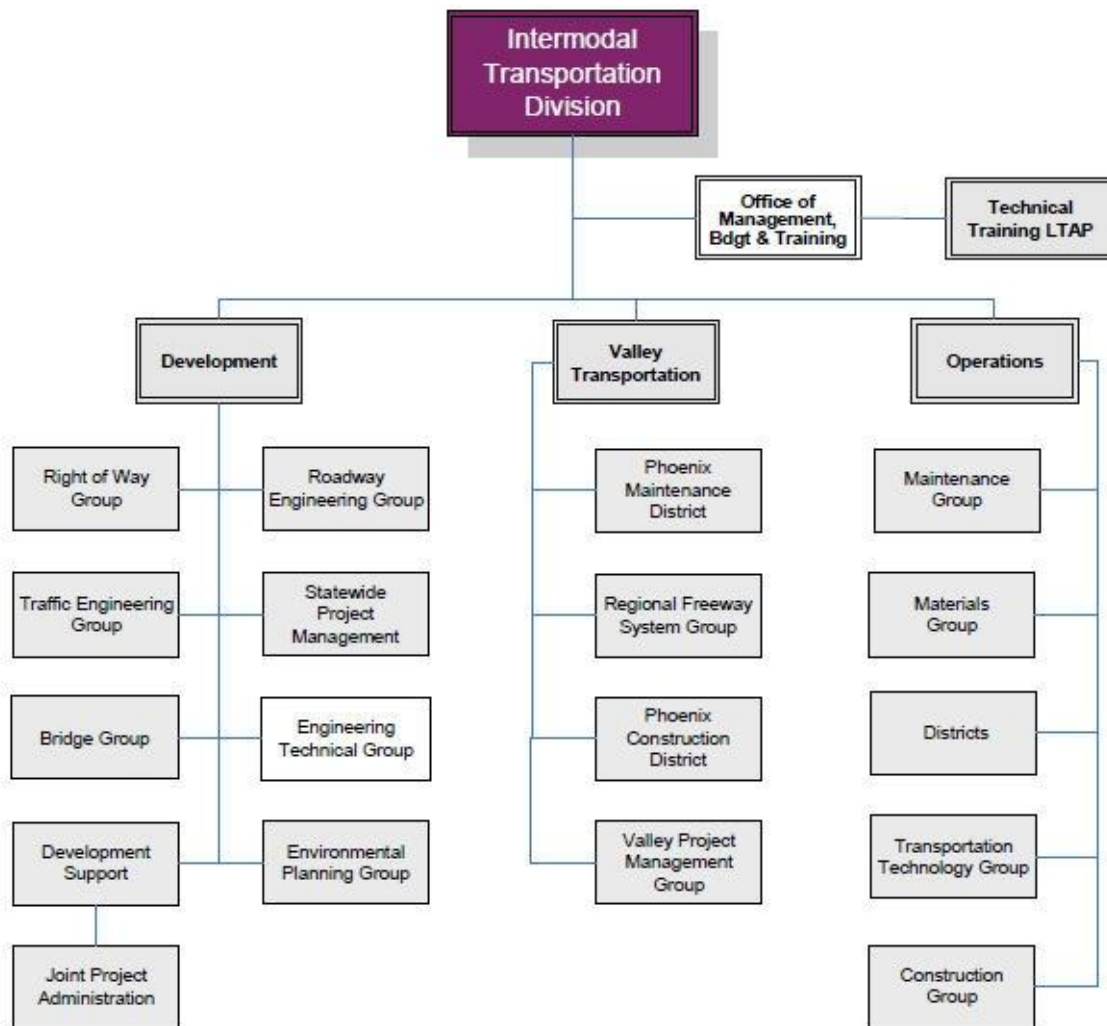 Intermodal
Transportation
Division
Office of
Management,
Bdgt & Training
Technical
Training LTAP
Development
Valley
Transportation
Operations
Right of Way
Group
Roadway
Engineering Group
Phoenix
Maintenance
District
Maintenance
Group
Traffic Engineering
Group
Statewide
Project
Management
Regional Freeway
System Group
Materials
Group
Bridge Group
Engineering
Technical Group
Phoenix
Construction
District
Districts
Development
Support
Environmental
Planning Group
Valley Project
Management
Group
Transportation
Technology Group
Joint Project
Administration
Construction
Group